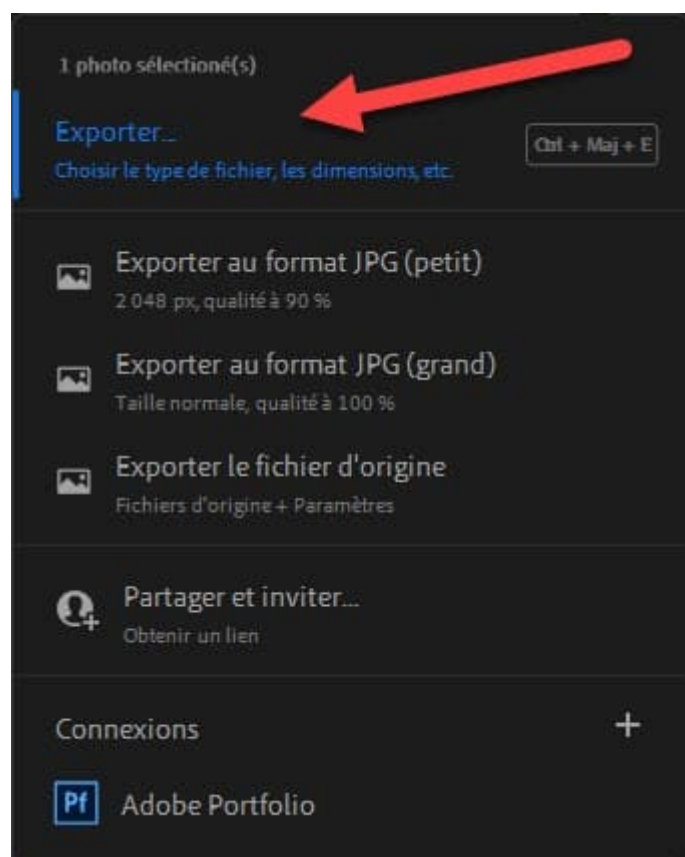 1 photo sélectioné(s)
Exporter...
Ctrl + Maj + E
Choisir le type de fichier, les dimensions, etc.
Exporter au format JPG (petit)
2 048 px, qualité à 90 %
Exporter au format JPG (grand)
Taille normale, qualité à 100 %
Exporter le fichier d'origine
Fichiers d'origine + Paramètres
Partager et inviter...
Obtenir un lien
Connexions
+
Pf Adobe Portfolio